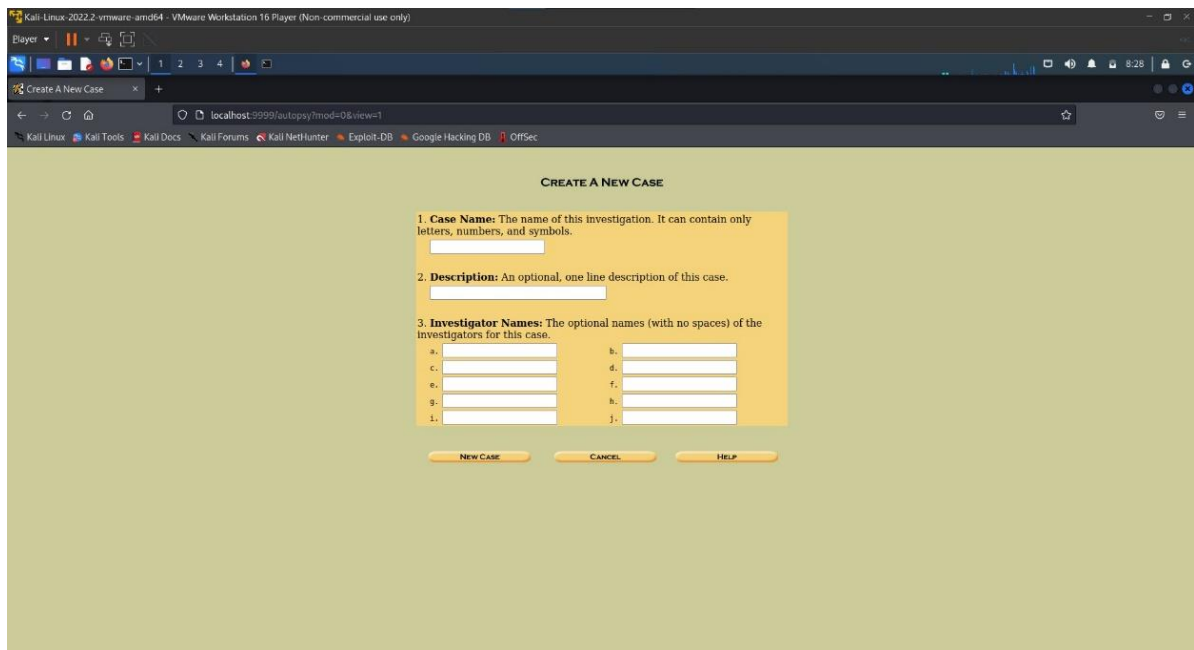 Kali-Linux-2022.2-vmware-amd64 - VMware Workstation 16 Player (Non-commercial use only)
Player
1 2 3 4 8:28
Create A New Case
localhost:9999/autopsy?mod=0&view=1
Kali Linux Kali Tools Kali Docs Kali Forums Kali NetHunter Exploit-DB Google Hacking DB OffSec
CREATE A NEW CASE
1. Case Name: The name of this investigation. It can contain only
letters, numbers, and symbols.
2. Description: An optional, one line description of this case.
3. Investigator Names: The optional names (with no spaces) of the
investigators for this case.
a. b.
c. d.
e. f.
g. h.
i. j.
NEW CASE CANCEL HELP